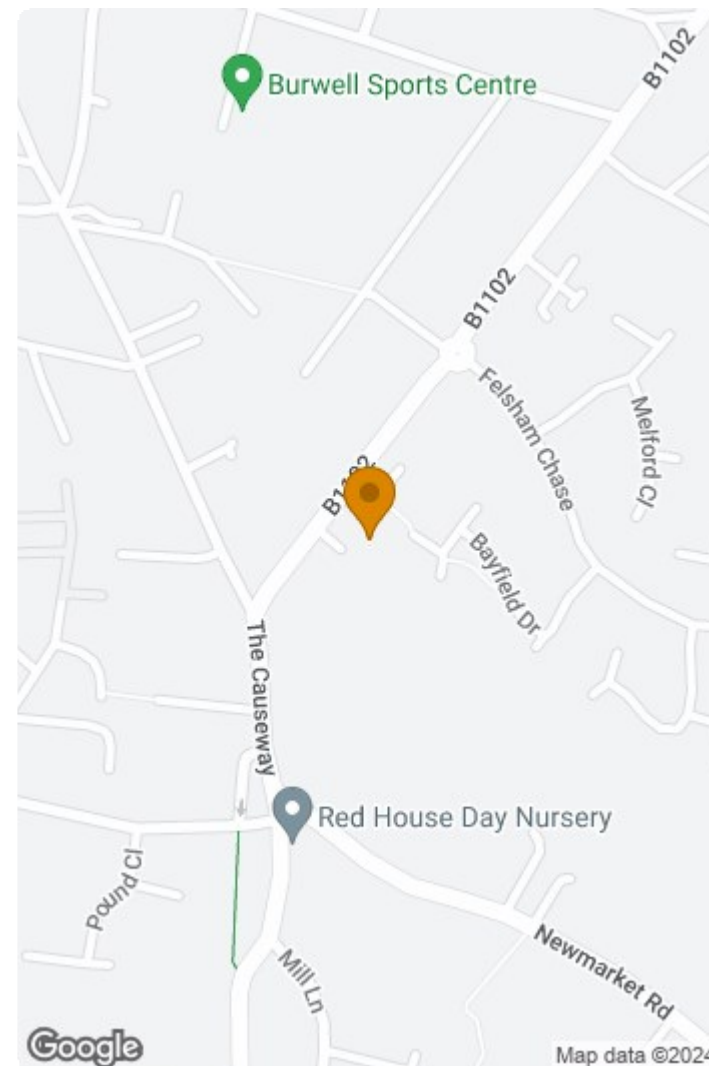 Burwell Sports Centre
B1102
B1102
Felsham Chase
Melford Cl
B1102
Bayfield Dr
The Causeway
Red House Day Nursery
Pound Cl
Newmarket Rd
Mill Ln
Google
Map data ©2024